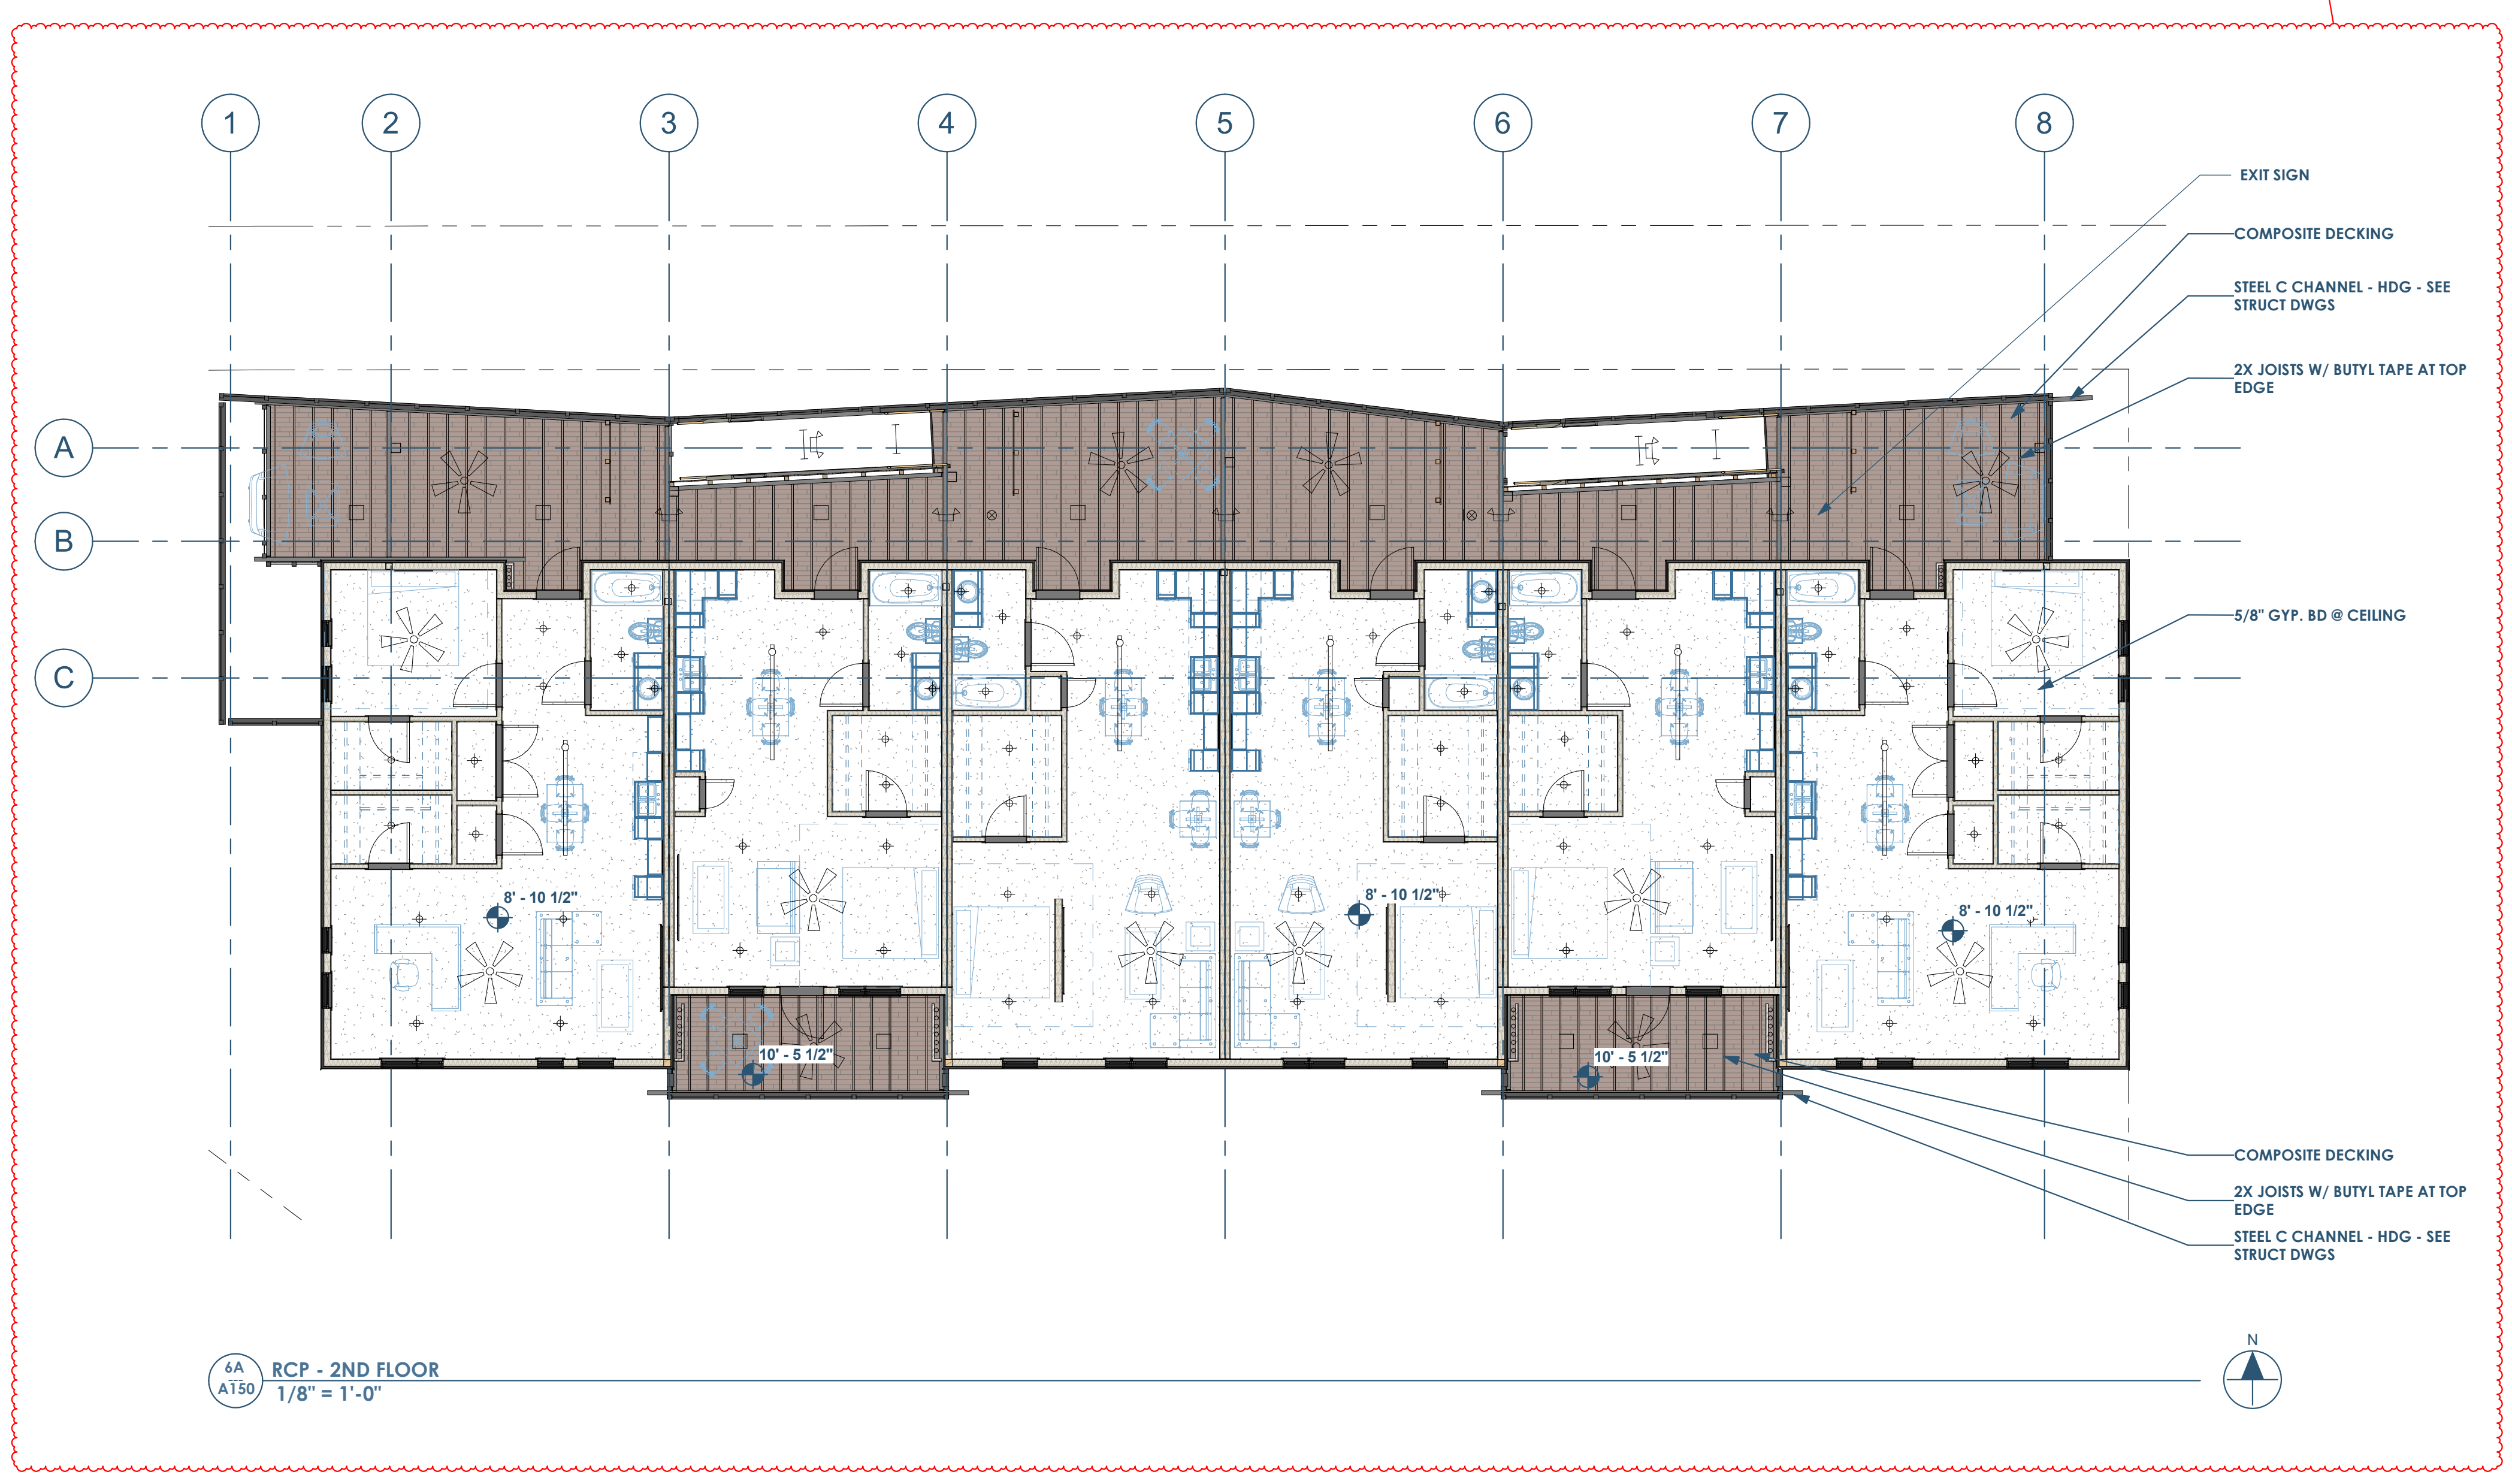 1 2 3 4 5 6 7 8
EXIT SIGN
COMPOSITE DECKING
STEEL C CHANNEL - HDG - SEE
STRUCT DWGS
2X JOISTS W/ BUTYL TAPE AT TOP
EDGE
A
B
C
5/8" GYP. BD @ CEILING
8' - 10 1/2"
8' - 10 1/2"
8' - 10 1/2"
10' - 5 1/2"
10' - 5 1/2"
COMPOSITE DECKING
2X JOISTS W/ BUTYL TAPE AT TOP
EDGE
STEEL C CHANNEL - HDG - SEE
STRUCT DWGS
6A
---
A150
RCP - 2ND FLOOR
1/8" = 1'-0"
N